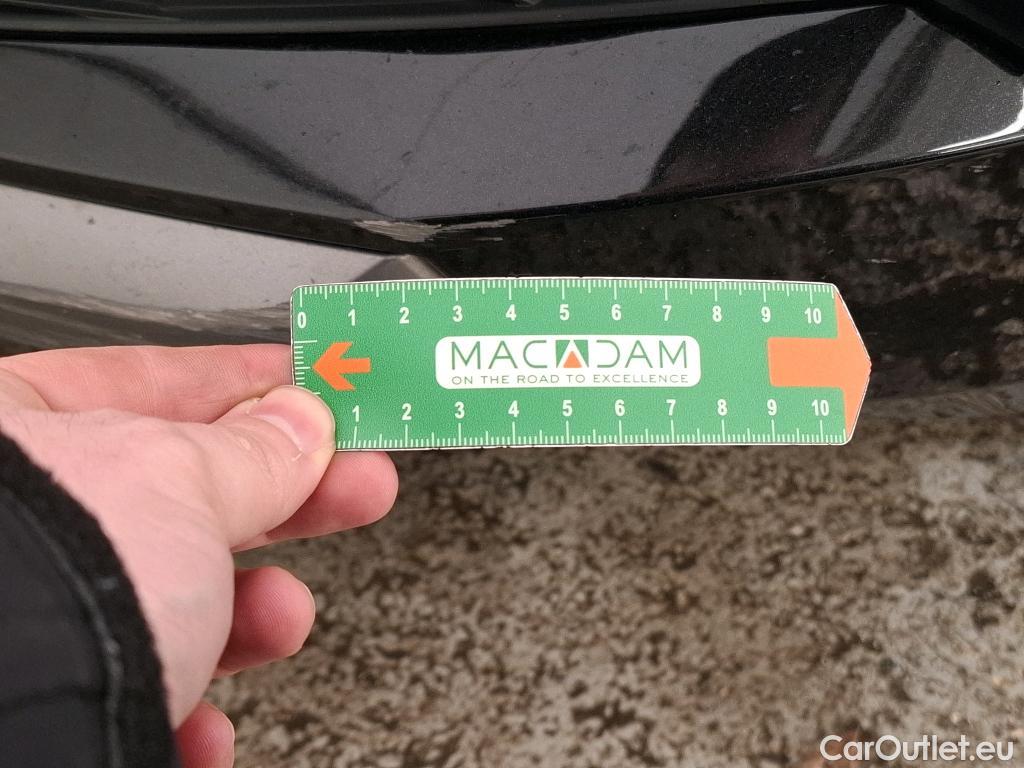 0 1 2 3 4 5 6 7 8 9 10
MACADAM
ON THE ROAD TO EXCELLENCE
1 2 3 4 5 6 7 8 9 10
CarOutlet.eu